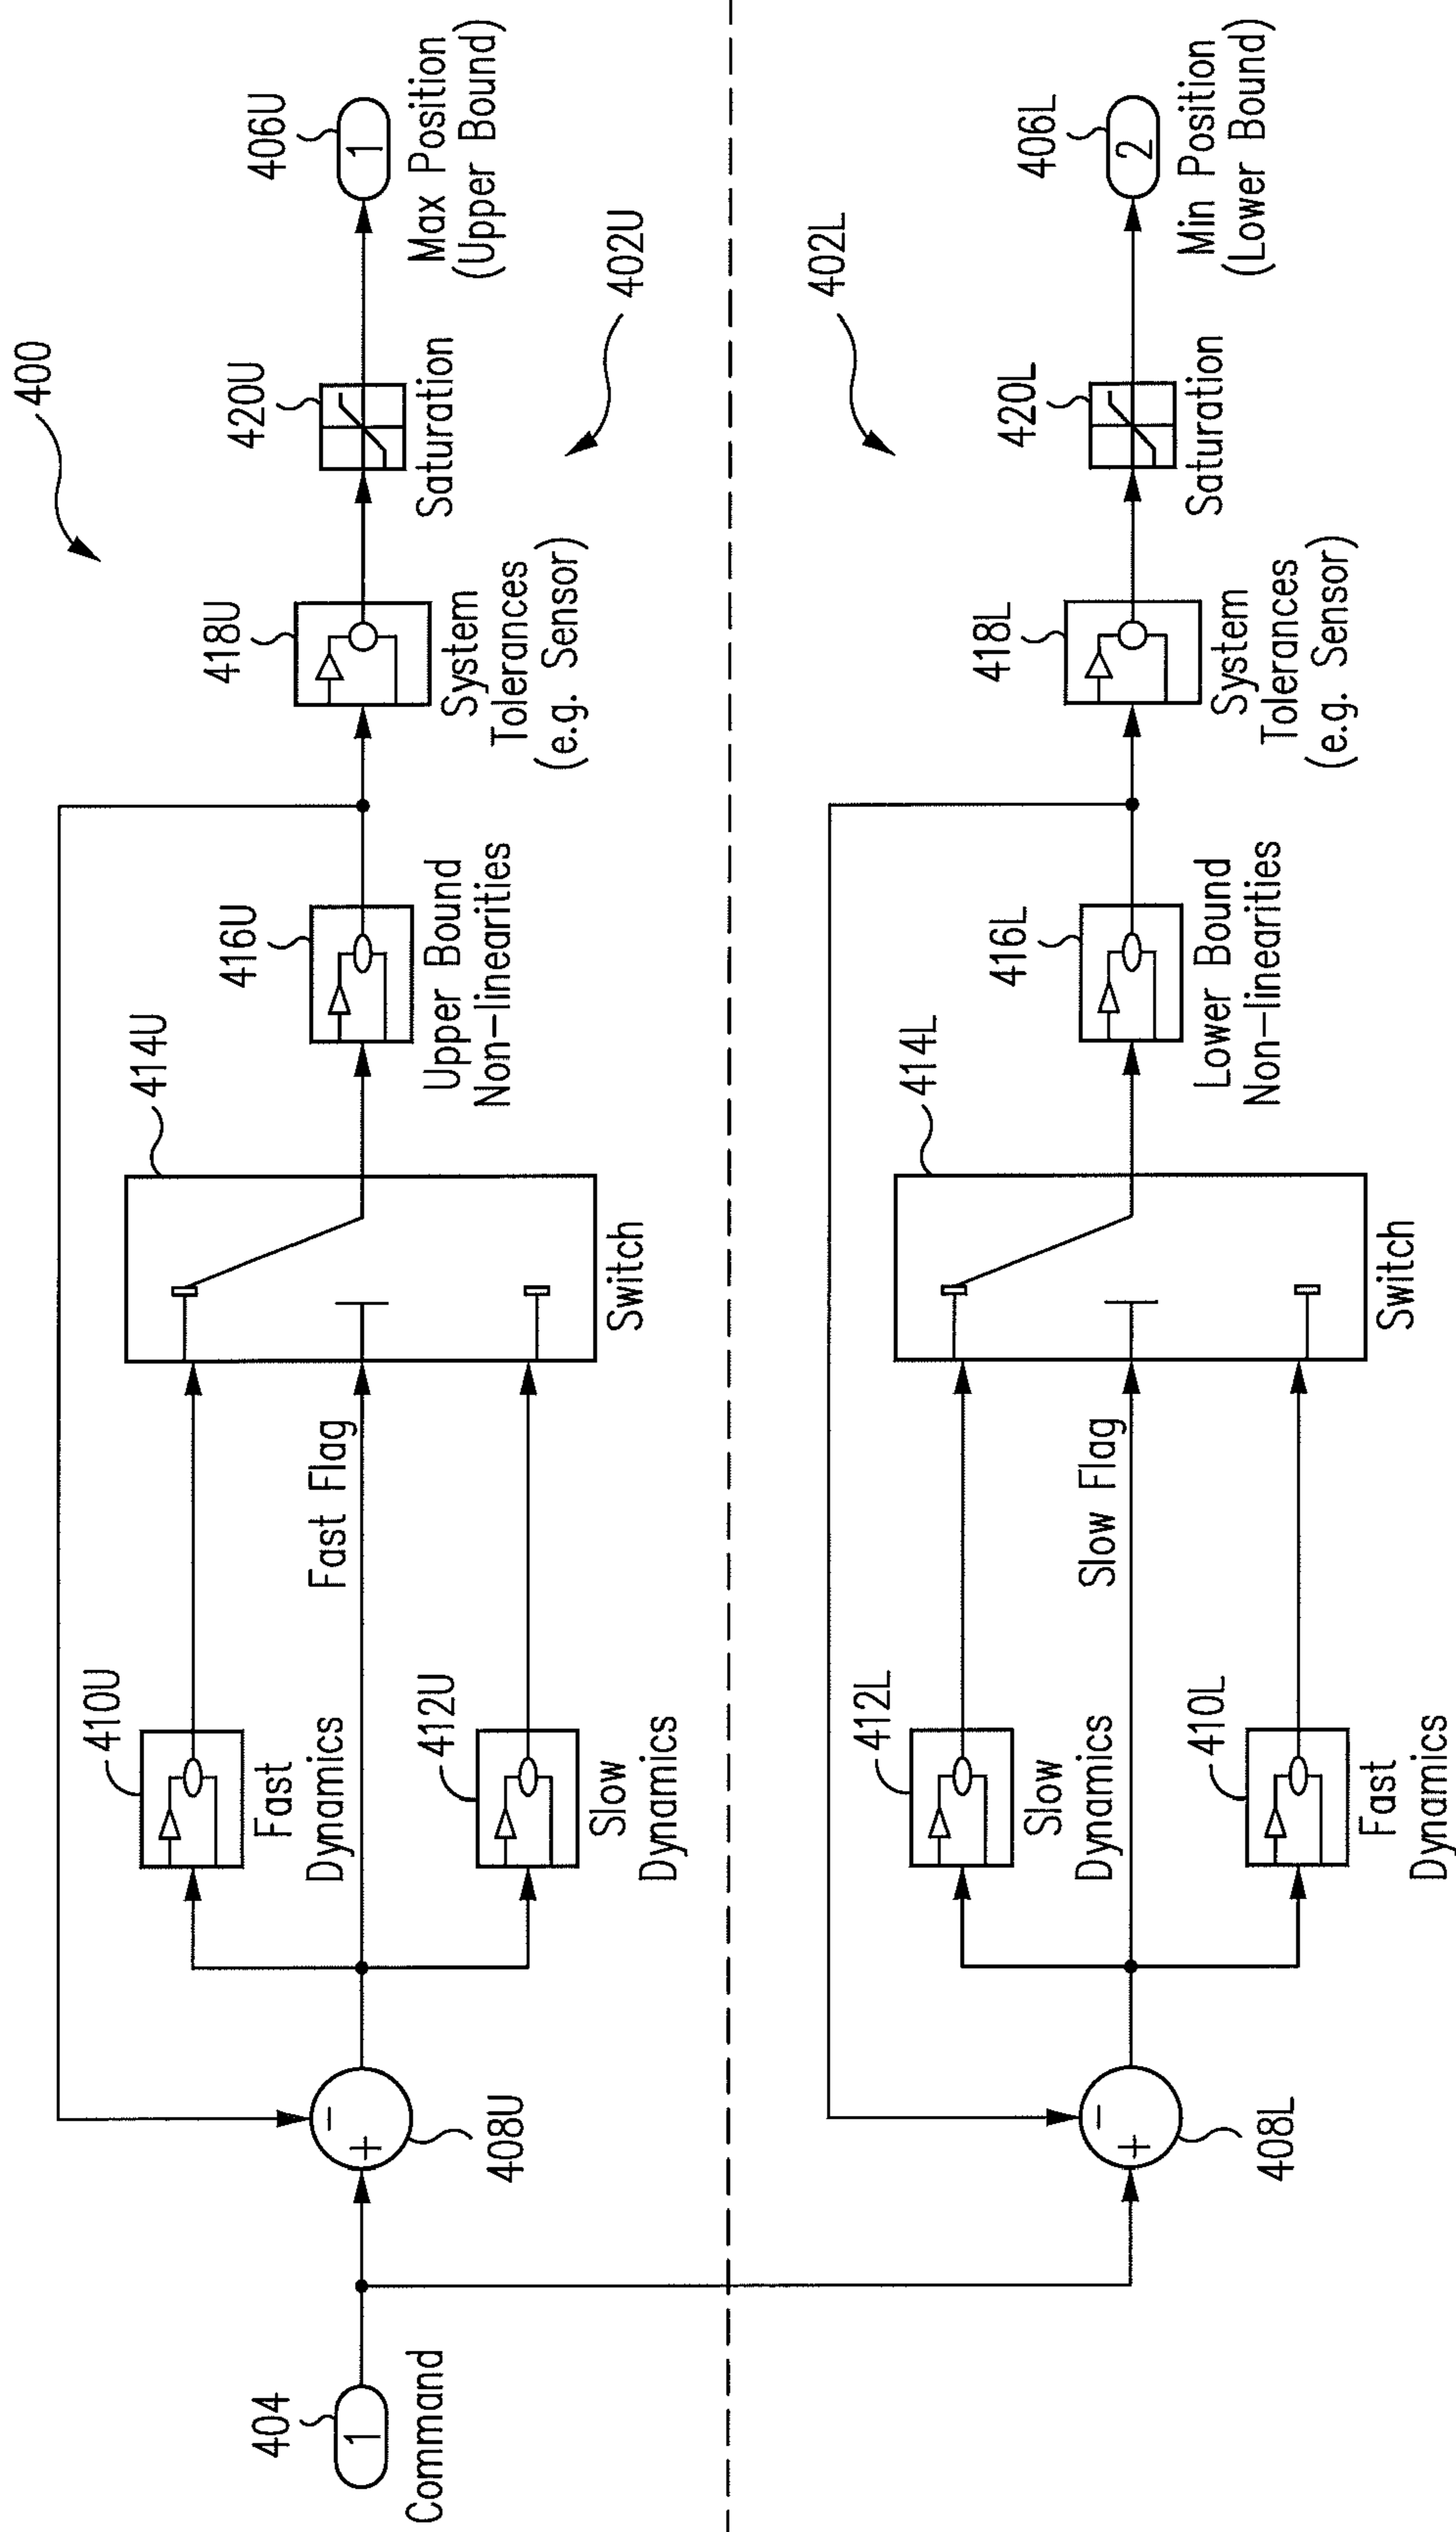 400
404
1
Command
408U
+
−
410U
Fast
Dynamics
Fast Flag
412U
Slow
Dynamics
414U
Switch
416U
Upper Bound
Non-linearities
418U
System
Tolerances
(e.g. Sensor)
420U
Saturation
406U
1
Max Position
(Upper Bound)
402U
402L
408L
+
−
412L
Slow
Dynamics
Slow Flag
410L
Fast
Dynamics
414L
Switch
416L
Lower Bound
Non-linearities
418L
System
Tolerances
(e.g. Sensor)
420L
Saturation
406L
2
Min Position
(Lower Bound)